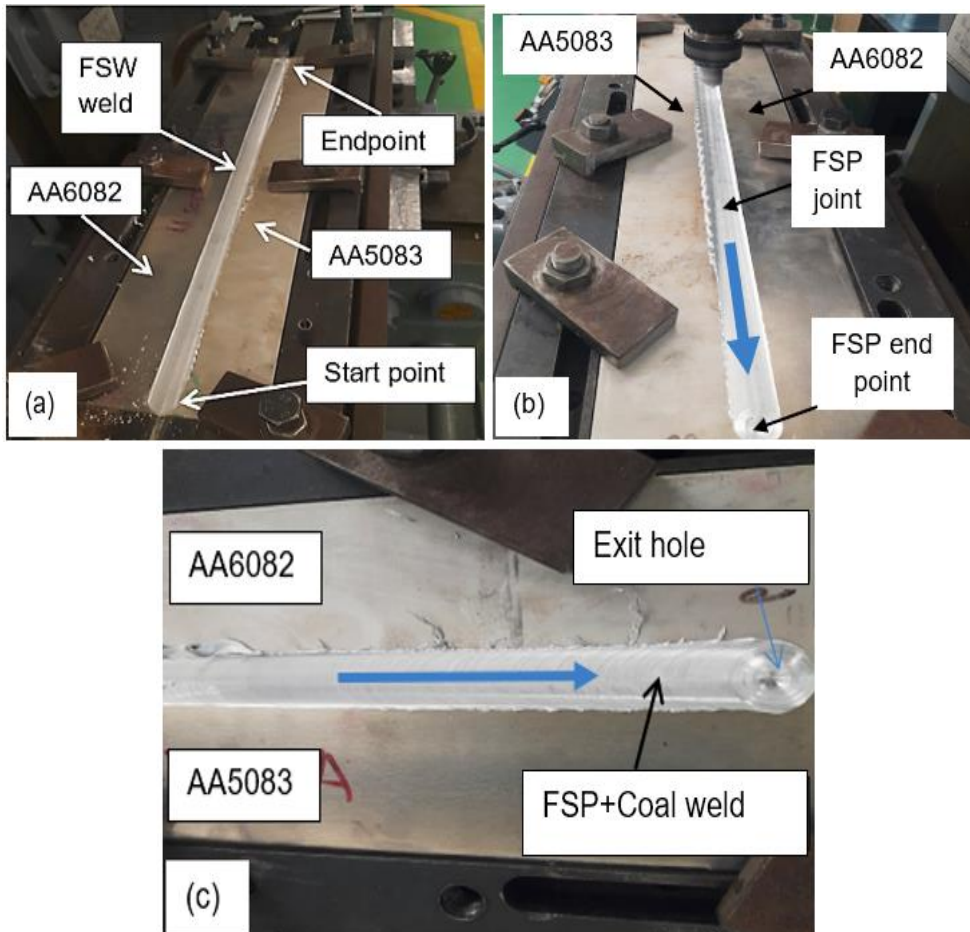 FSW
weld
AA6082
Endpoint
AA5083
Start point
(a)
AA5083
AA6082
FSP
joint
FSP end
point
(b)
AA6082
Exit hole
AA5083
A
FSP+Coal weld
(c)